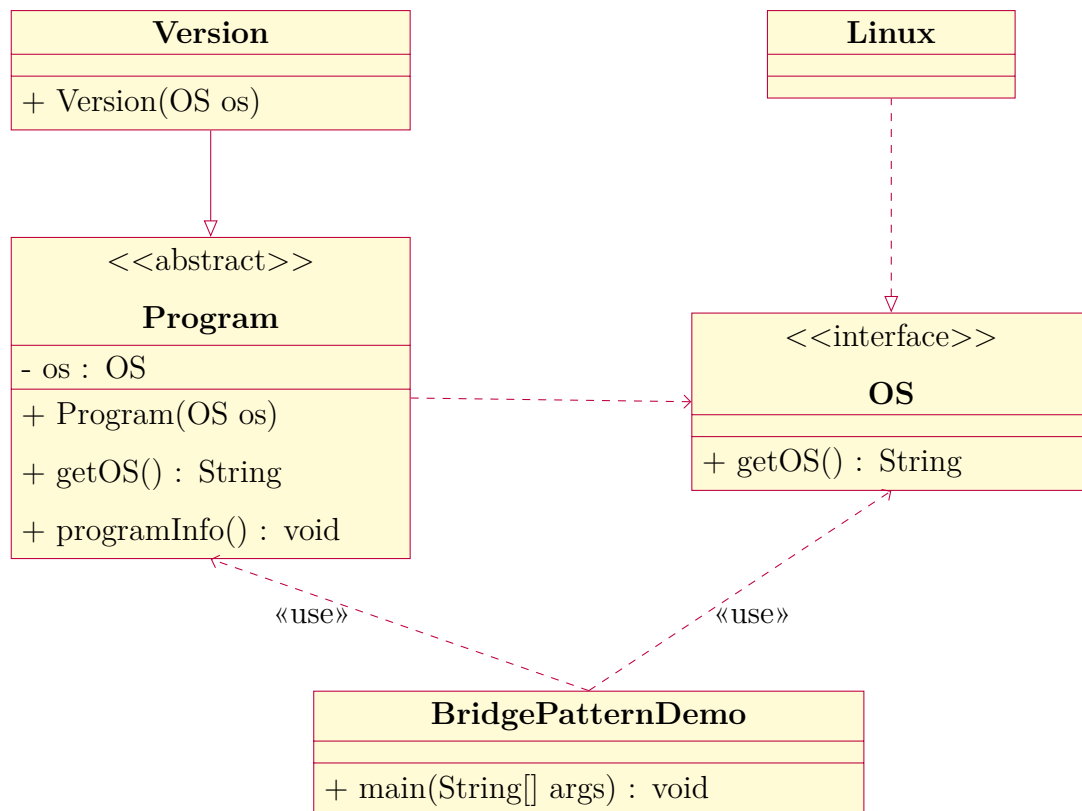 Version
+ Version(OS os)
Linux
<<abstract>>
Program
- os : OS
+ Program(OS os)
+ getOS() : String
+ programInfo() : void
<<interface>>
OS
+ getOS() : String
«use»
«use»
BridgePatternDemo
+ main(String[] args) : void